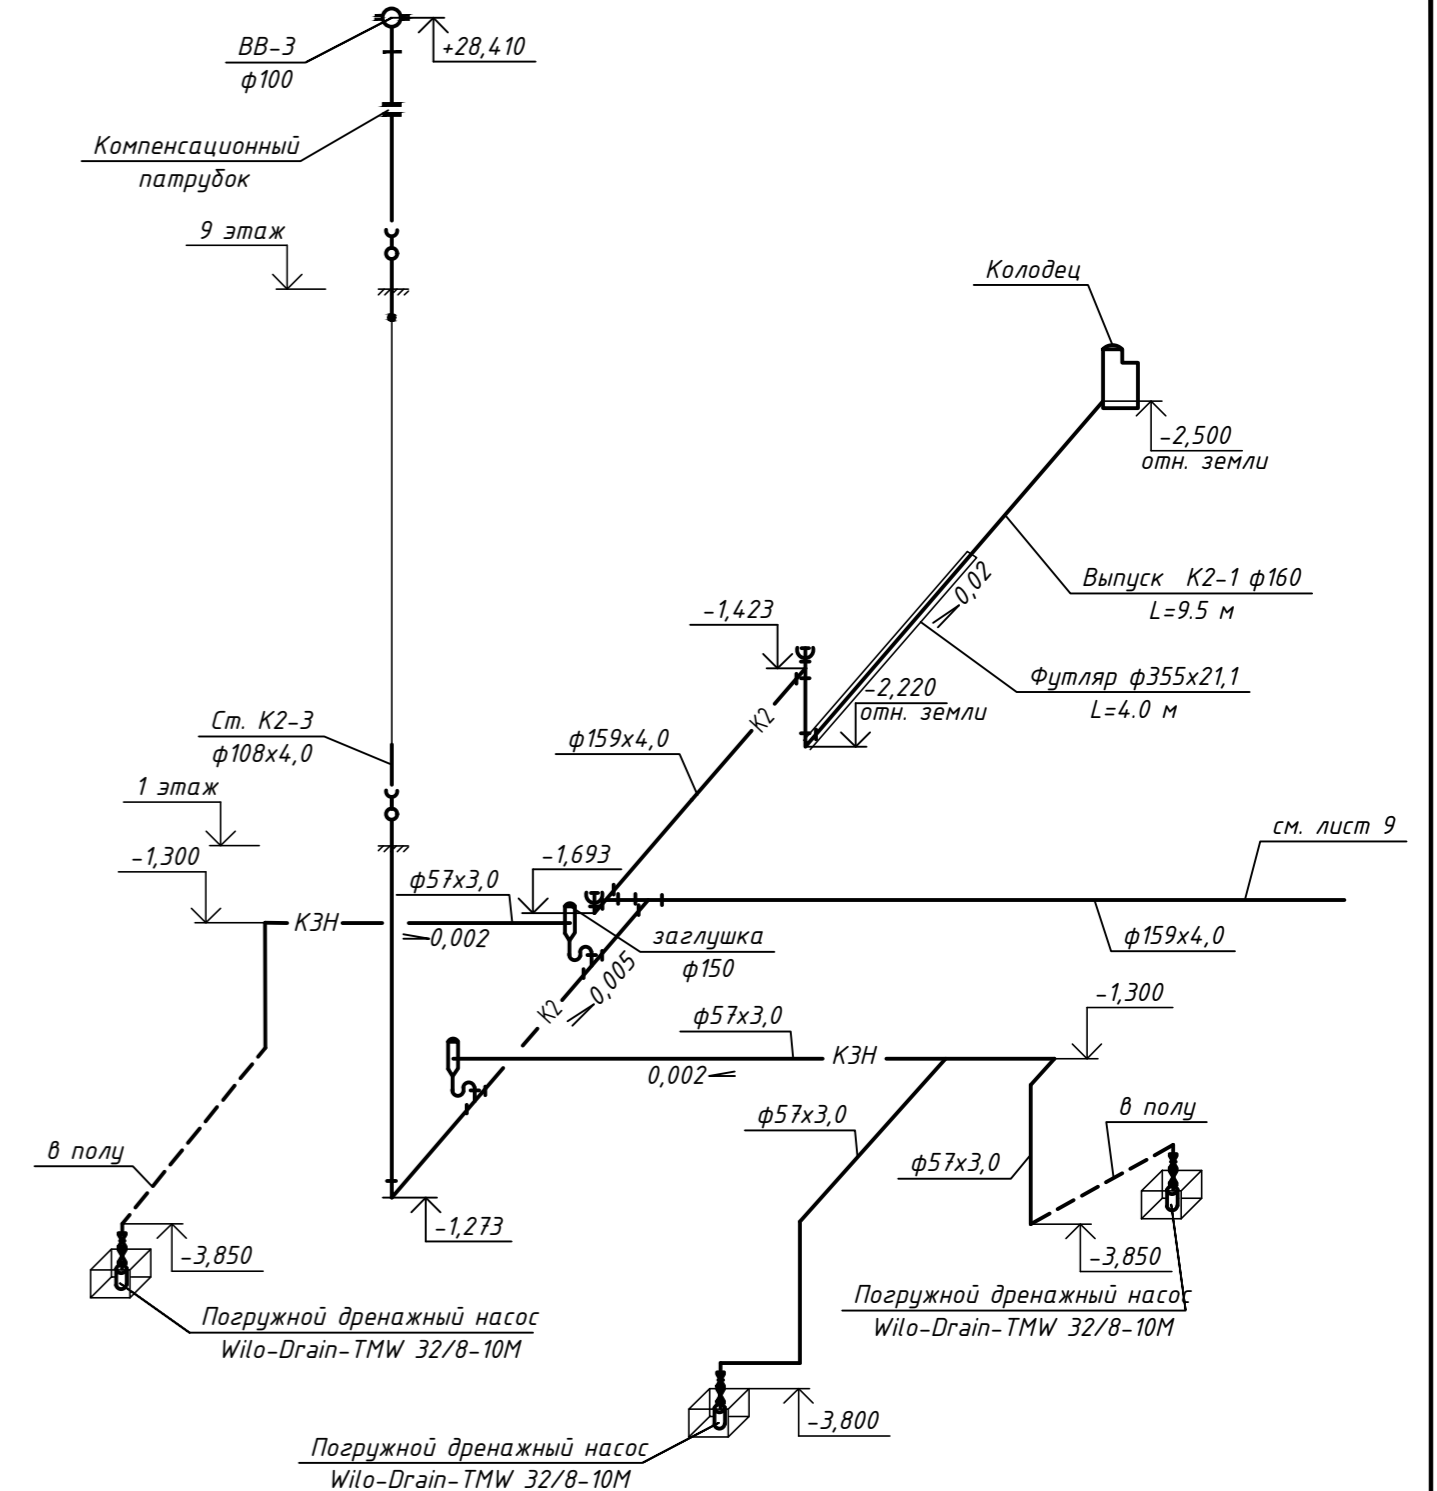 ВВ-3
ф100
+28,410
Компенсационный
патрубок
9 этаж
Колодец
-2,500
отн. земли
0,02
Выпуск К2-1 ф160
L=9.5 м
-1,423
Футляр ф355х21,1
L=4.0 м
-2,220
отн. земли
К2
Ст. К2-3
ф108х4,0
ф159х4,0
1 этаж
-1,300
см. лист 9
-1,693
ф57х3,0
КЗН
0,002
заглушка
ф150
ф159х4,0
0,005
К2
-1,300
ф57х3,0
КЗН
0,002
ф57х3,0
в полу
в полу
ф57х3,0
-1,273
-3,850
-3,850
Погружной дренажный насос
Wilo-Drain-TMW 32/8-10M
Погружной дренажный насос
Wilo-Drain-TMW 32/8-10M
-3,800
Погружной дренажный насос
Wilo-Drain-TMW 32/8-10M